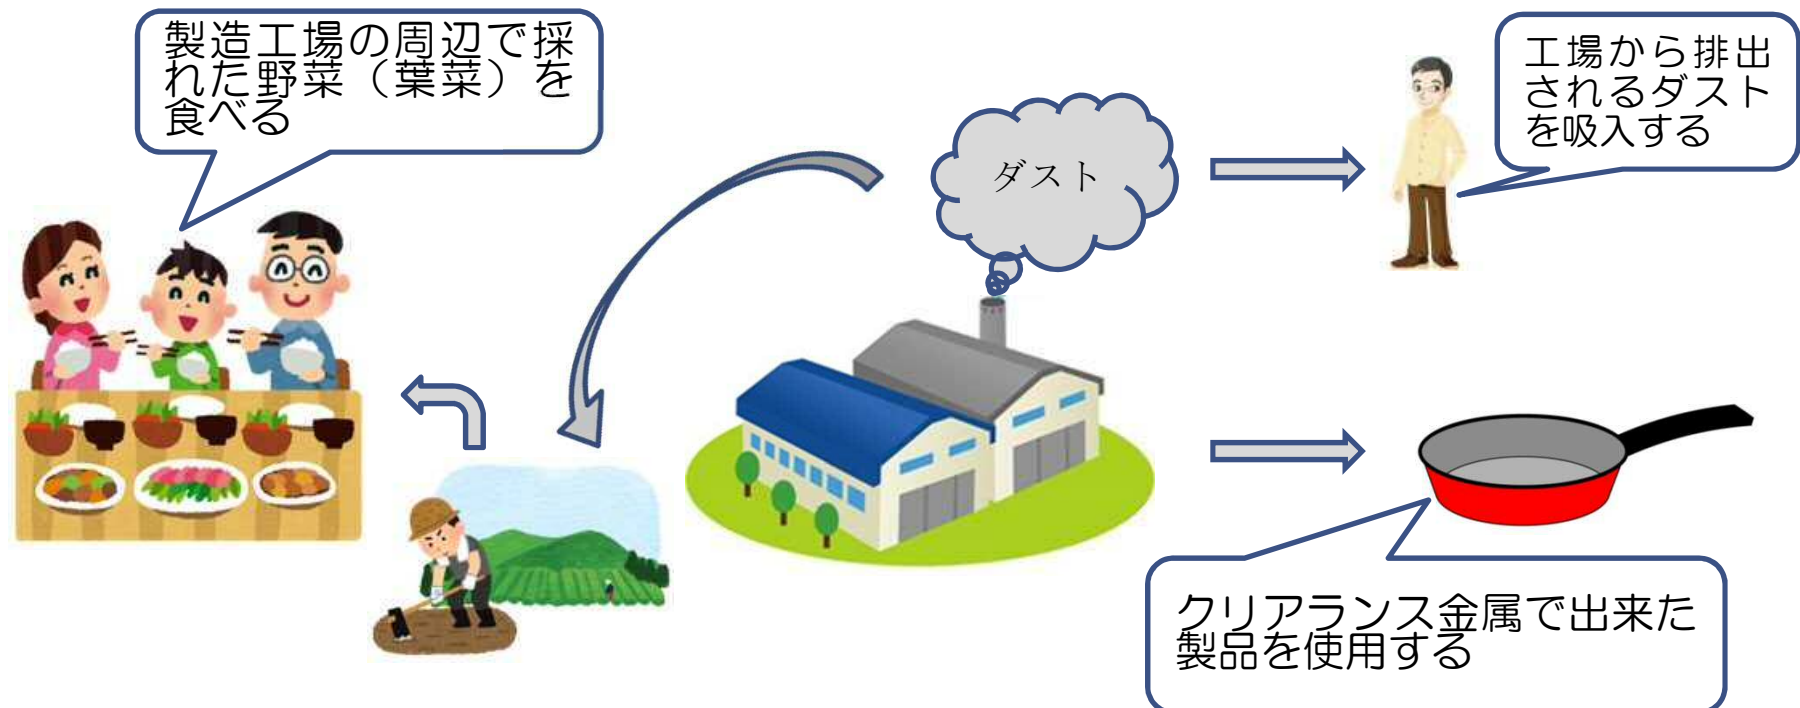 製造工場の周辺で採
れた野菜（葉菜）を
食べる
ダスト
工場から排出
されるダスト
を吸入する
クリアランス金属で出来た
製品を使用する